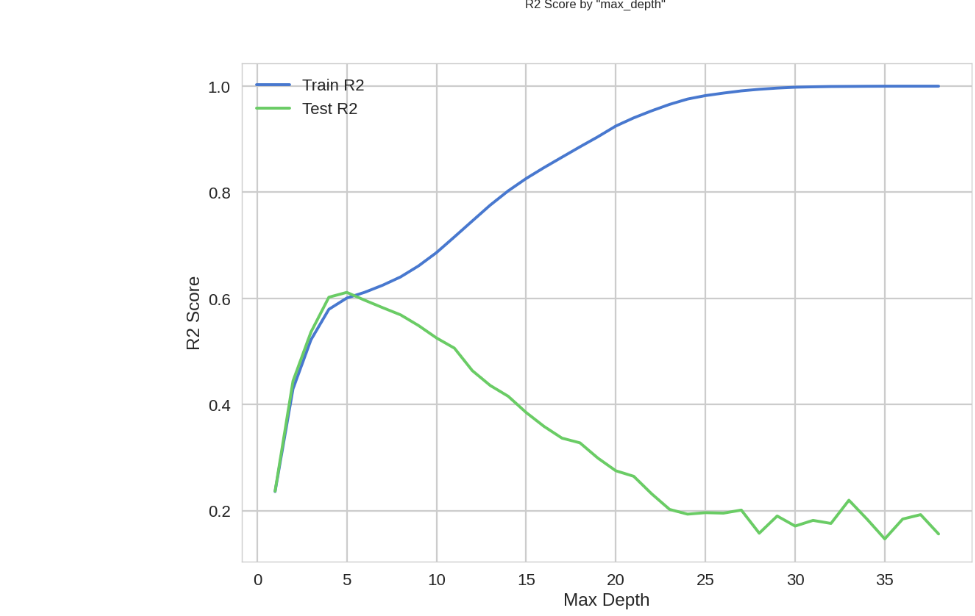 R2 Score by "max_depth"
Train R2
Test R2
1.0
0.8
0.6
0.4
0.2
R2 Score
0 5 10 15 20 25 30 35
Max Depth